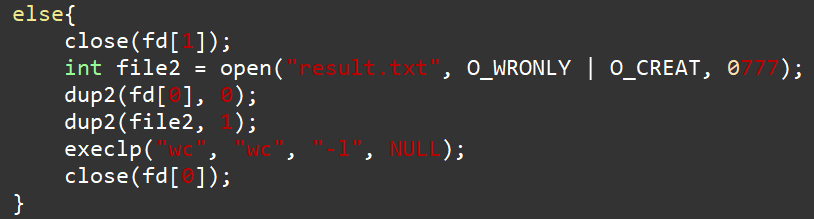 else{
close(fd[1]);
int file2 = open("result.txt", O_WRONLY | O_CREAT, 0777);
dup2(fd[0], 0);
dup2(file2, 1);
execlp("wc", "wc", "-l", NULL);
close(fd[0]);
}